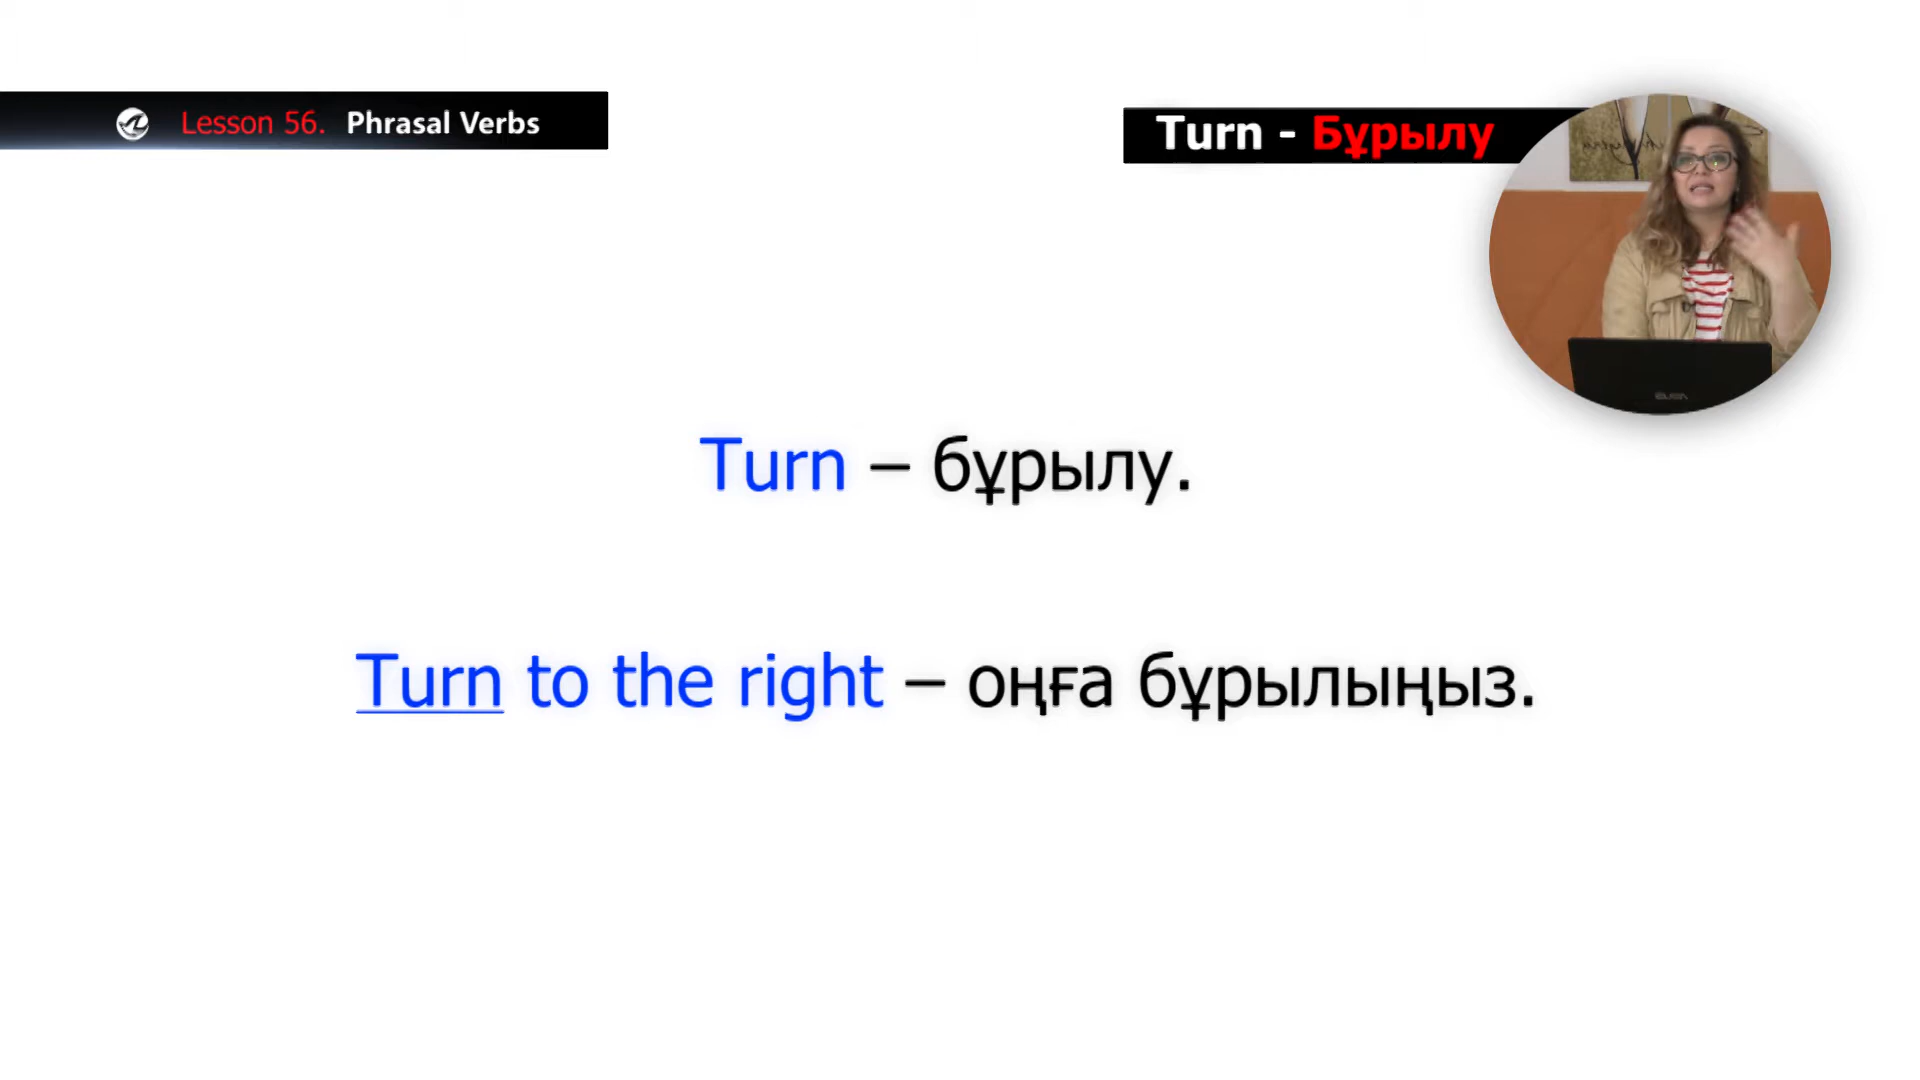 Lesson 56. Phrasal Verbs
Turn - Бұрылу
Turn – бұрылу.
Turn to the right – оңға бұрылыңыз.